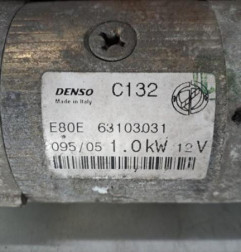 DENSO C132
Made in Italy
E80E 63103031
095/05 1.0kW 12V